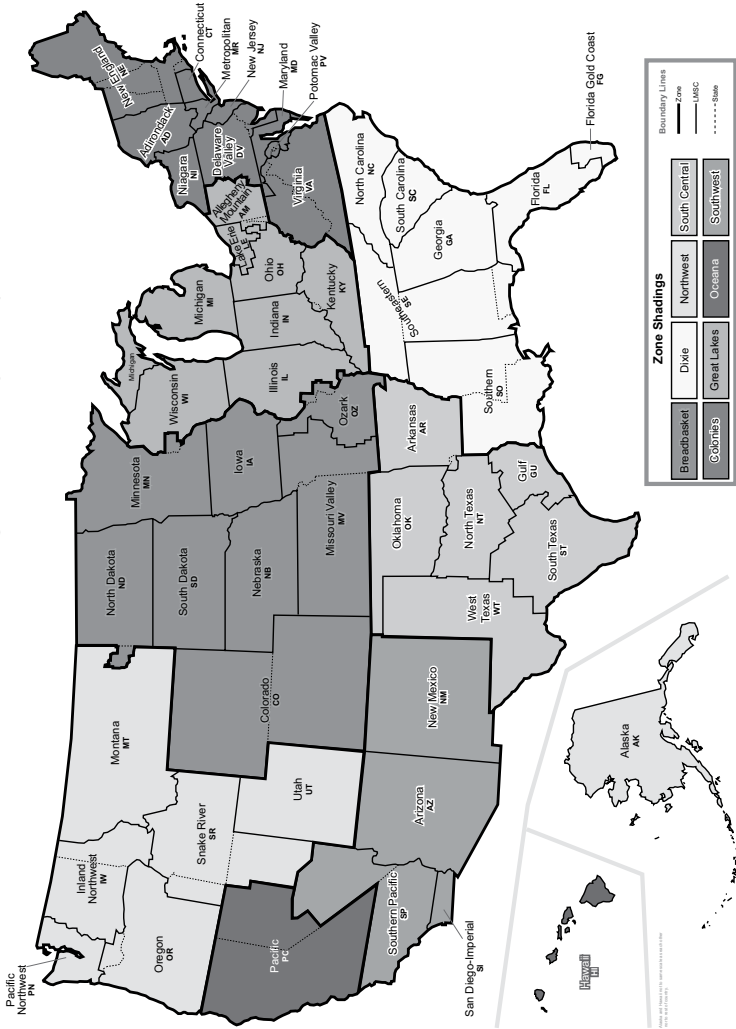 Pacific
Northwest
PN
Inland
Northwest
IW
Oregon
OR
Montana
MT
Snake River
SR
Utah
UT
Pacific
PC
Southern Pacific
SP
San Diego-Imperial
SI
Arizona
AZ
New Mexico
NM
Colorado
CO
North Dakota
ND
South Dakota
SD
Nebraska
NB
Missouri Valley
MV
Minnesota
MN
Iowa
IA
Ozark
OZ
Oklahoma
OK
Arkansas
AR
West
Texas
WT
North Texas
NT
South Texas
ST
Gulf
GU
Michigan
Wisconsin
WI
Illinois
IL
Michigan
MI
Indiana
IN
Ohio
OH
Kentucky
KY
Lake Erie
LE
Allegheny
Mountain
AM
Niagara
NI
Adirondack
AD
New England
NE
Connecticut
CT
Metropolitan
MR
New Jersey
NJ
Delaware
Valley
DV
Maryland
MD
Potomac Valley
PV
Virginia
VA
North Carolina
NC
South Carolina
SC
Georgia
GA
Southeastern
SE
Southern
SO
Florida
FL
Florida Gold Coast
FG
Alaska
AK
Hawaii
HI
Zone Shadings
Breadbasket
Dixie
Northwest
South Central
Colonies
Great Lakes
Oceana
Southwest
Boundary Lines
Zone
LMSC
State